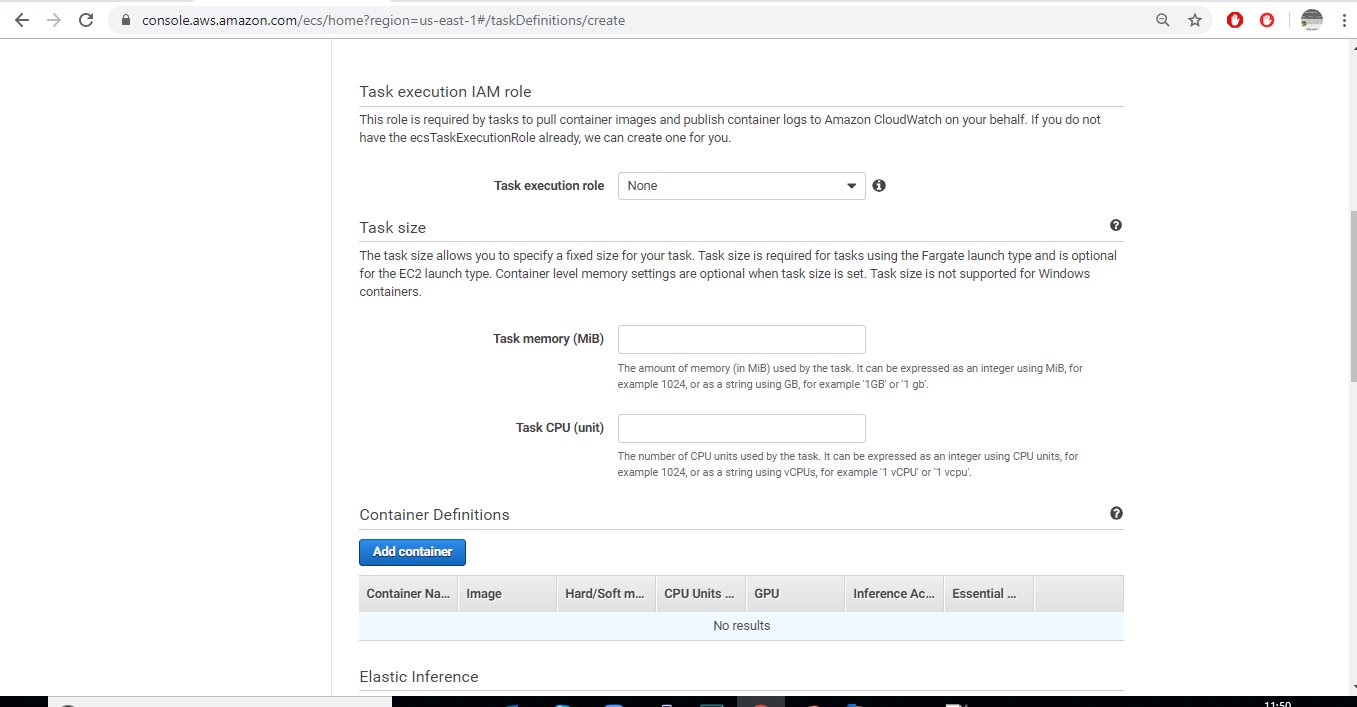 console.aws.amazon.com/ecs/home?region=us-east-1#/taskDefinitions/create
Task execution IAM role
This role is required by tasks to pull container images and publish container logs to Amazon CloudWatch on your behalf. If you do not
have the ecsTaskExecutionRole already, we can create one for you.
Task execution role
None
Task size
The task size allows you to specify a fixed size for your task. Task size is required for tasks using the Fargate launch type and is optional
for the EC2 launch type. Container level memory settings are optional when task size is set. Task size is not supported for Windows
containers.
Task memory (MiB)
The amount of memory (in MiB) used by the task. It can be expressed as an integer using MiB, for
example 1024, or as a string using GB, for example '1GB' or '1 gb'.
Task CPU (unit)
The number of CPU units used by the task. It can be expressed as an integer using CPU units, for
example 1024, or as a string using vCPUs, for example '1 vCPU' or '1 vcpu'.
Container Definitions
Add container
Container Na... Image Hard/Soft m... CPU Units ... GPU Inference Ac... Essential ...
No results
Elastic Inference
11:50